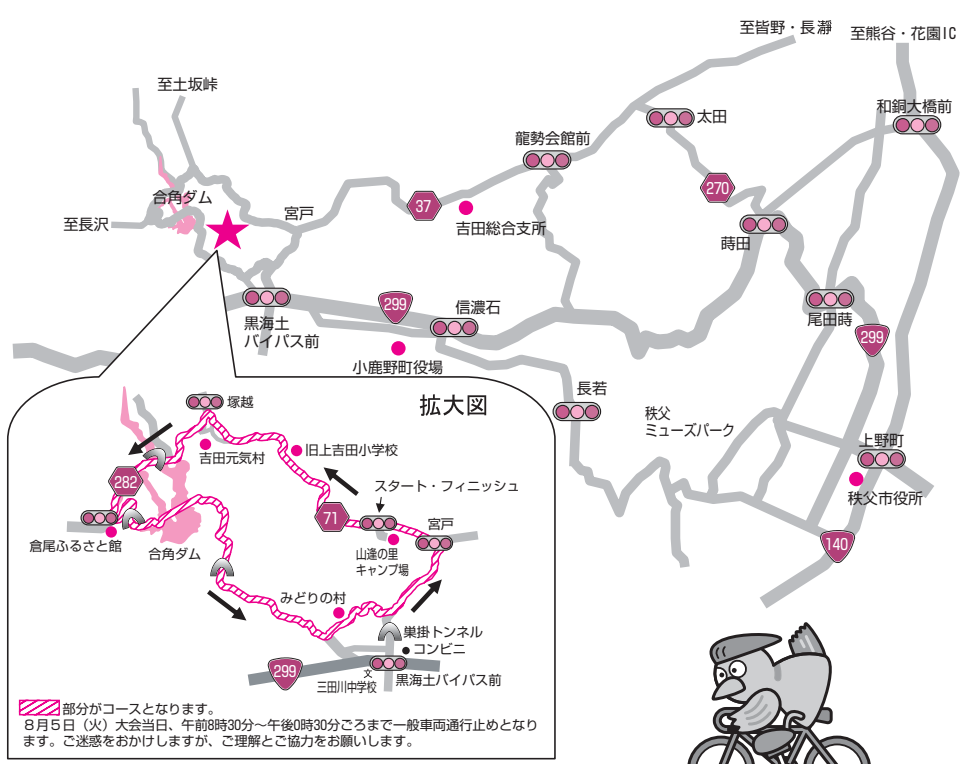 至皆野・長瀞
至熊谷・花園IC
至土坂峠
和銅大橋前
太田
龍勢会館前
270
合角ダム
宮戸
37
至長沢
吉田総合支所
蒔田
299
信濃石
黒海土
バイパス前
尾田蒔
299
小鹿野町役場
長若
拡大図
秩父
ミューズパーク
上野町
秩父市役所
140
塚越
吉田元気村
旧上吉田小学校
282
スタート・フィニッシュ
71
宮戸
倉尾ふるさと館
合角ダム
山逢の里
キャンプ場
みどりの村
巣掛トンネル
コンビニ
299
文
三田川中学校
黒海土バイパス前
部分がコースとなります。
8月5日（火）大会当日、午前8時30分～午後0時30分ごろまで一般車両通行止めとなり
ます。ご迷惑をおかけしますが、ご理解とご協力をお願いします。